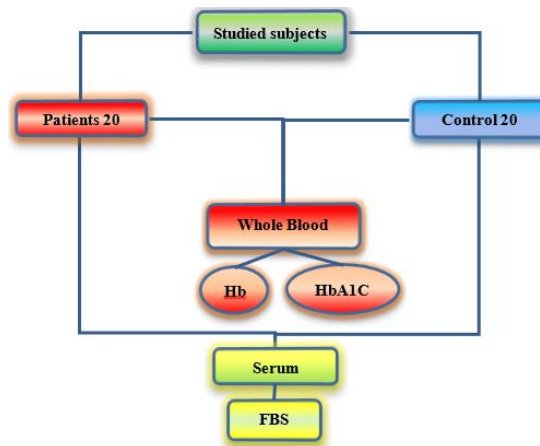 Studied subjects
Patients 20
Control 20
Whole Blood
Hb
HbA1C
Serum
FBS